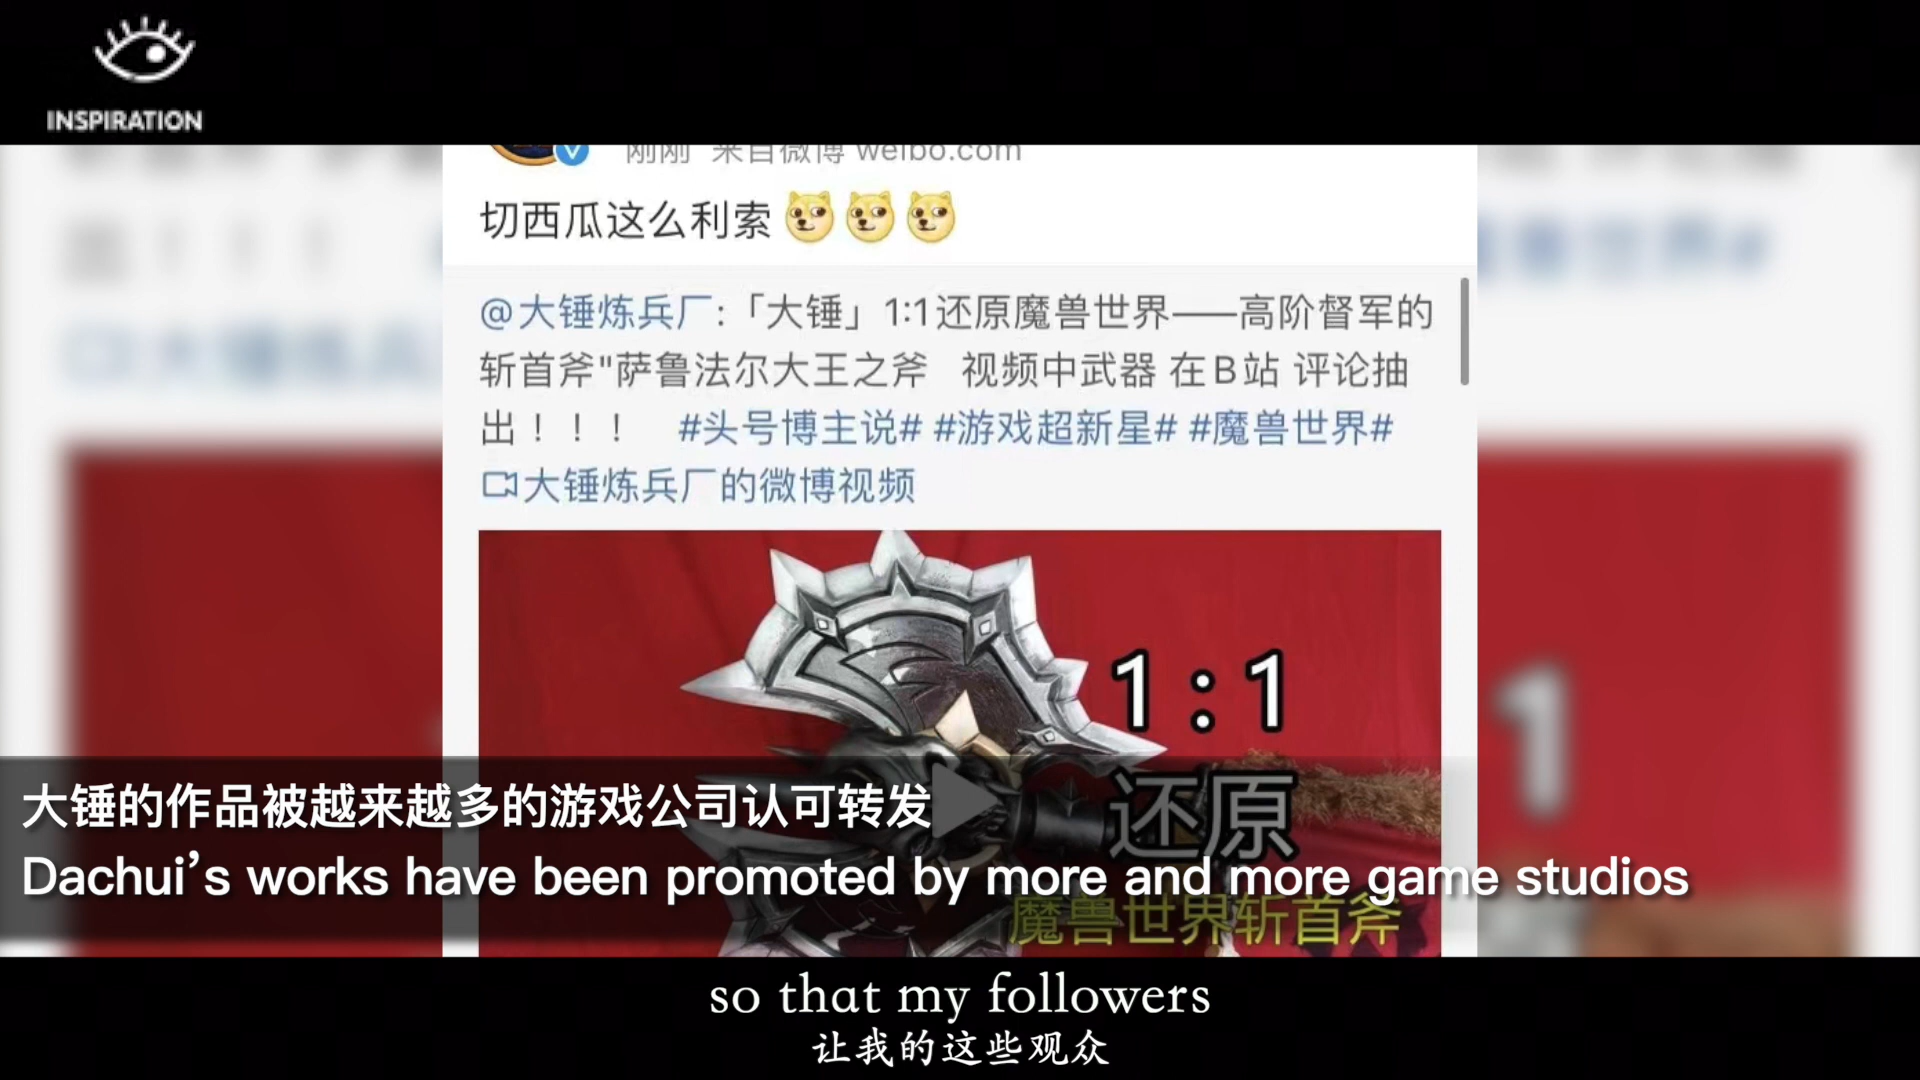 INSPIRATION
刚刚 来自微博 weibo.com
切西瓜这么利索
@大锤炼兵厂:「大锤」1:1还原魔兽世界——高阶督军的
斩首斧"萨鲁法尔大王之斧 视频中武器 在B站 评论抽
出！！！ #头号博主说# #游戏超新星# #魔兽世界#
大锤炼兵厂的微博视频
1:1
还原
大锤的作品被越来越多的游戏公司认可转发
Dachui's works have been promoted by more and more game studios
魔兽世界斩首斧
so that my followers
让我的这些观众